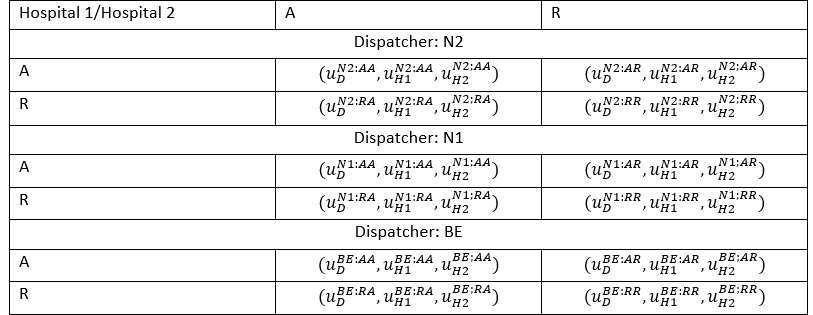 Hospital 1/Hospital 2 A R
Dispatcher: N2
A (u_D^{N2:AA}, u_{H1}^{N2:AA}, u_{H2}^{N2;AA}) (u_D^{N2:AR}, u_{H1}^{N2:AR}, u_{H2}^{N2;AR})
R (u_D^{N2:RA}, u_{H1}^{N2:RA}, u_{H2}^{N2;RA}) (u_D^{N2:RR}, u_{H1}^{N2:RR}, u_{H2}^{N2;RR})
Dispatcher: N1
A (u_D^{N1:AA}, u_{H1}^{N1:AA}, u_{H2}^{N1;AA}) (u_D^{N1:AR}, u_{H1}^{N1:AR}, u_{H2}^{N1;AR})
R (u_D^{N1:RA}, u_{H1}^{N1:RA}, u_{H2}^{N1;RA}) (u_D^{N1:RR}, u_{H1}^{N1:RR}, u_{H2}^{N1;RR})
Dispatcher: BE
A (u_D^{BE:AA}, u_{H1}^{BE:AA}, u_{H2}^{BE;AA}) (u_D^{BE:AR}, u_{H1}^{BE:AR}, u_{H2}^{BE;AR})
R (u_D^{BE:RA}, u_{H1}^{BE:RA}, u_{H2}^{BE;RA}) (u_D^{BE:RR}, u_{H1}^{BE:RR}, u_{H2}^{BE;RR})